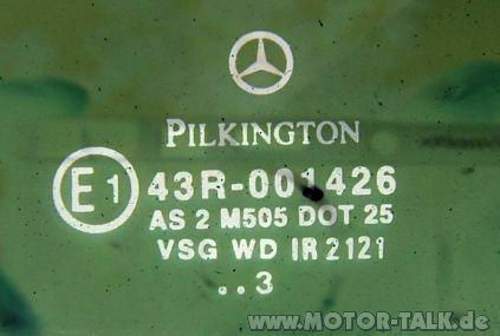 PILKINGTON
E1 43R-001426
AS 2 M505 DOT 25
VSG WD IR 2121
..3
www.MOTOR-TALK.de